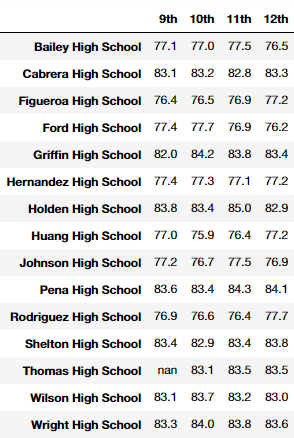 9th 10th 11th 12th
Bailey High School 77.1 77.0 77.5 76.5
Cabrera High School 83.1 83.2 82.8 83.3
Figueroa High School 76.4 76.5 76.9 77.2
Ford High School 77.4 77.7 76.9 76.2
Griffin High School 82.0 84.2 83.8 83.4
Hernandez High School 77.4 77.3 77.1 77.2
Holden High School 83.8 83.4 85.0 82.9
Huang High School 77.0 75.9 76.4 77.2
Johnson High School 77.2 76.7 77.5 76.9
Pena High School 83.6 83.4 84.3 84.1
Rodriguez High School 76.9 76.6 76.4 77.7
Shelton High School 83.4 82.9 83.4 83.8
Thomas High School nan 83.1 83.5 83.5
Wilson High School 83.1 83.7 83.2 83.0
Wright High School 83.3 84.0 83.8 83.6